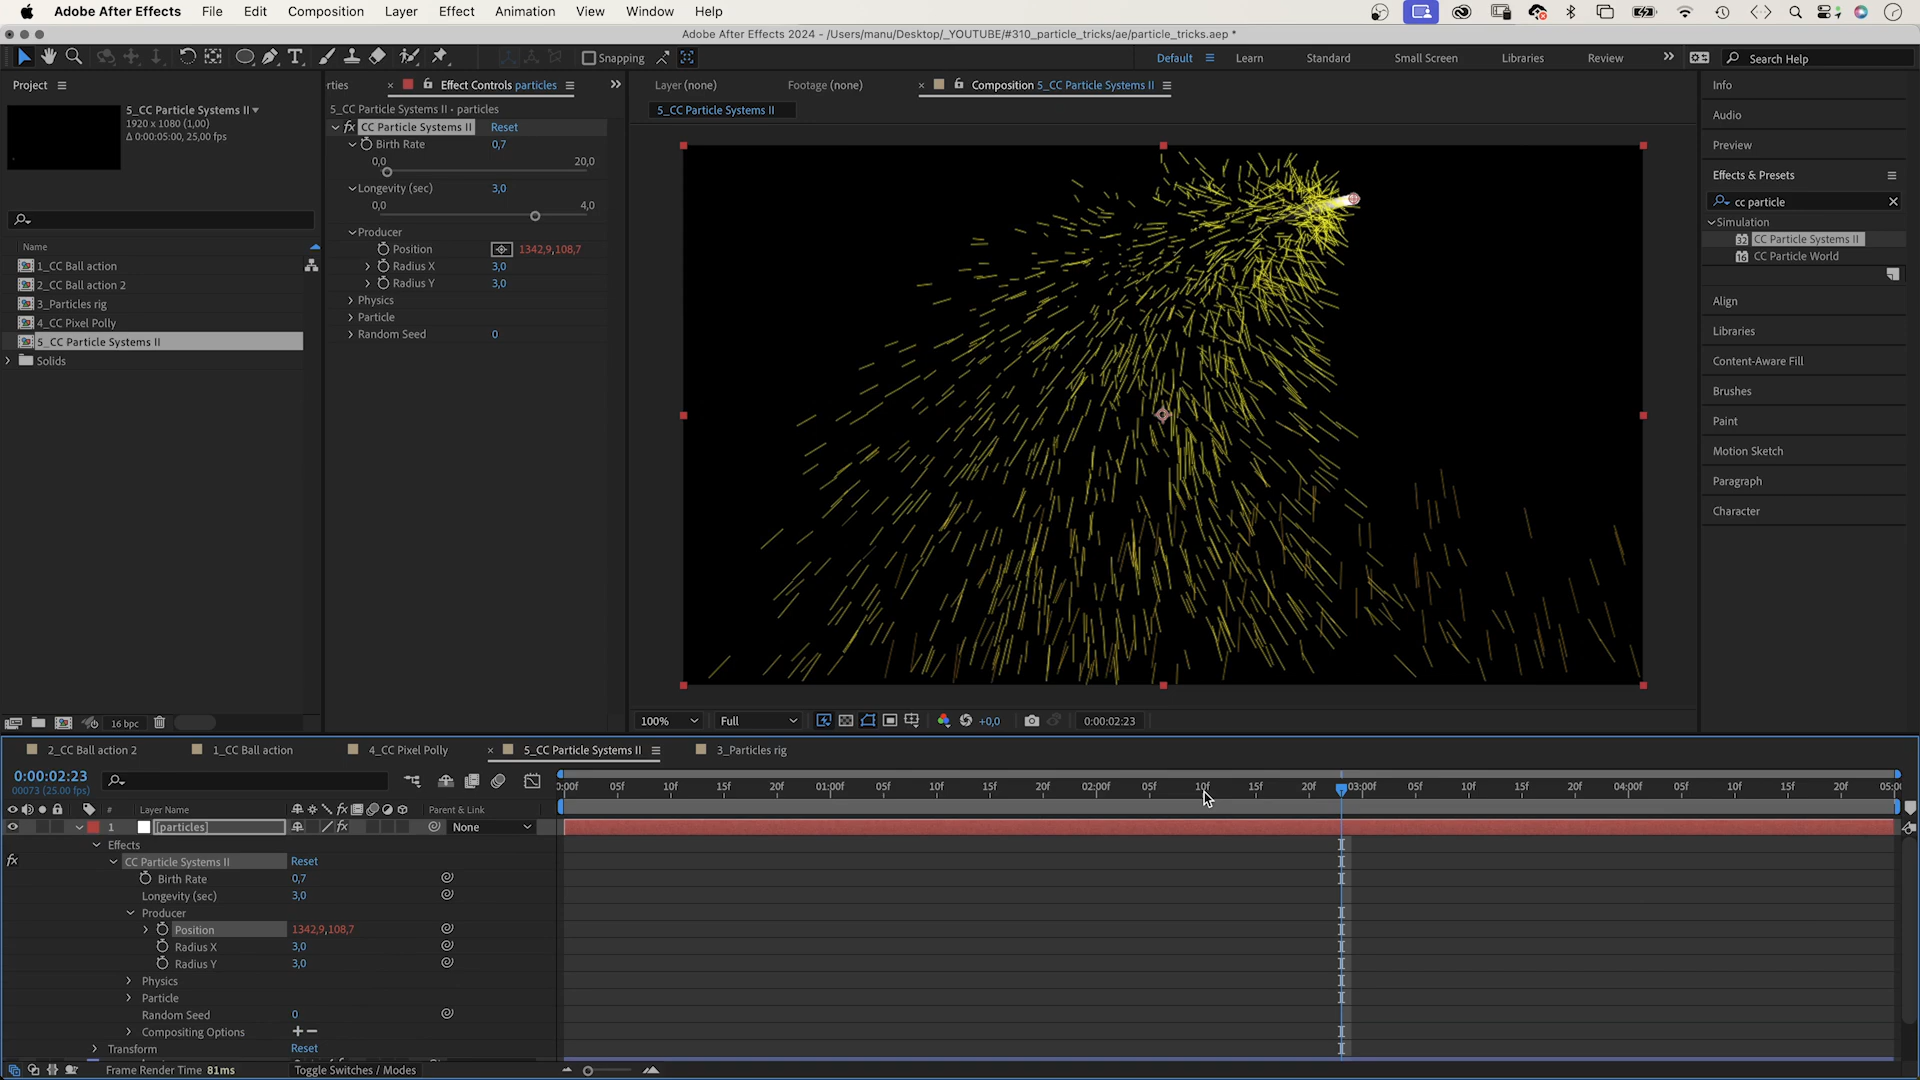 Adobe After Effects File Edit Composition Layer Effect Animation View Window Help
Adobe After Effects 2024 - /Users/manu/Desktop/_YOUTUBE/#310_particle_tricks/ae/particle_tricks.aep *
Snapping Default Learn Standard Small Screen Libraries Review Search Help
Project
5_CC Particle Systems II
1920 x 1080 (1,00)
Δ 0:00:05:00, 25,00 fps
Name
1_CC Ball action
2_CC Ball action 2
3_Particles rig
4_CC Pixel Polly
5_CC Particle Systems II
Solids
16 bpc
rties Effect Controls particles
5_CC Particle Systems II · particles
fx CC Particle Systems II Reset
Birth Rate 0,7
0,0 20,0
Longevity (sec) 3,0
0,0 4,0
Producer
Position 1342,9,108,7
Radius X 3,0
Radius Y 3,0
Physics
Particle
Random Seed 0
Layer (none) Footage (none) Composition 5_CC Particle Systems II
5_CC Particle Systems II
100% Full +0,0 0:00:02:23
Info
Audio
Preview
Effects & Presets
cc particle
Simulation
32 CC Particle Systems II
16 CC Particle World
Align
Libraries
Content-Aware Fill
Brushes
Paint
Motion Sketch
Paragraph
Character
2_CC Ball action 2 1_CC Ball action 4_CC Pixel Polly 5_CC Particle Systems II 3_Particles rig
0:00:02:23
00073 (25.00 fps)
:00f 05f 10f 15f 20f 01:00f 05f 10f 15f 20f 02:00f 05f 10f 15f 20f 03:00f 05f 10f 15f 20f 04:00f 05f 10f 15f 20f 05:00
# Layer Name fx Parent & Link
1 [particles] fx None
Effects
fx CC Particle Systems II Reset
Birth Rate 0,7
Longevity (sec) 3,0
Producer
Position 1342,9,108,7
Radius X 3,0
Radius Y 3,0
Physics
Particle
Random Seed 0
Compositing Options
Transform Reset
Frame Render Time 81ms Toggle Switches / Modes